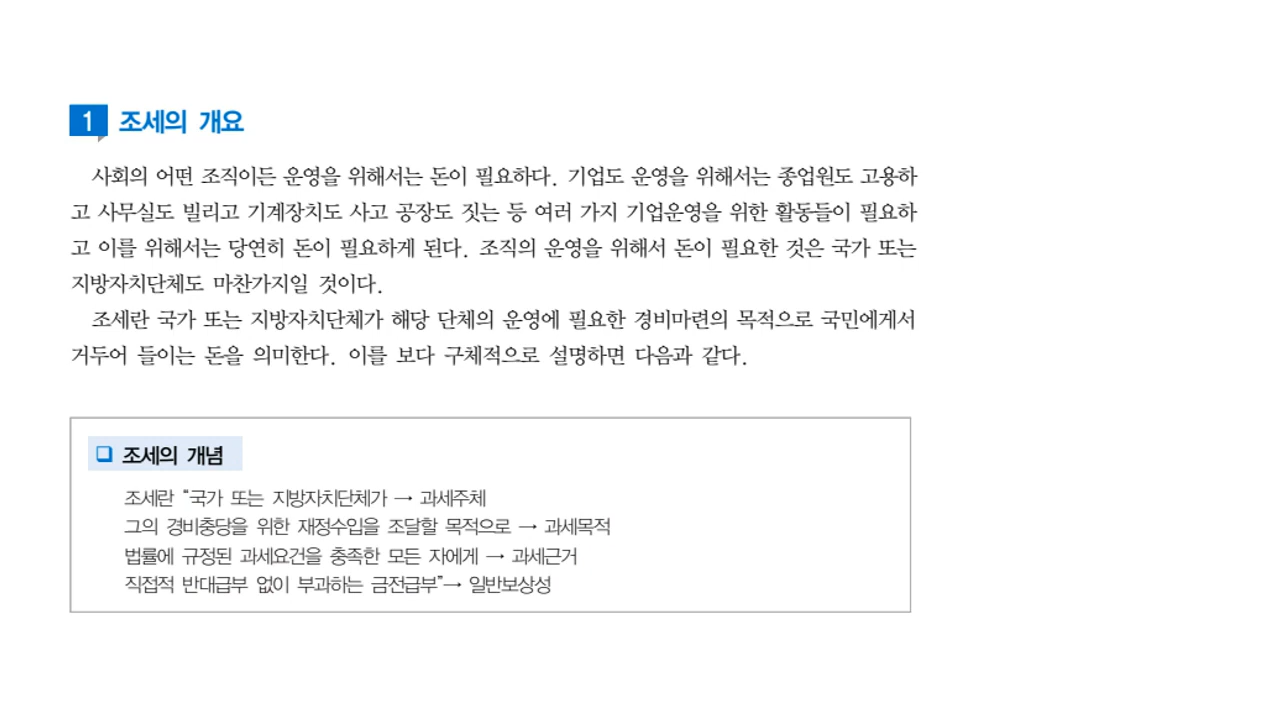 1 조세의 개요
사회의 어떤 조직이든 운영을 위해서는 돈이 필요하다. 기업도 운영을 위해서는 종업원도 고용하
고 사무실도 빌리고 기계장치도 사고 공장도 짓는 등 여러 가지 기업운영을 위한 활동들이 필요하
고 이를 위해서는 당연히 돈이 필요하게 된다. 조직의 운영을 위해서 돈이 필요한 것은 국가 또는
지방자치단체도 마찬가지일 것이다.
조세란 국가 또는 지방자치단체가 해당 단체의 운영에 필요한 경비마련의 목적으로 국민에게서
거두어 들이는 돈을 의미한다. 이를 보다 구체적으로 설명하면 다음과 같다.
❑ 조세의 개념
조세란 “국가 또는 지방자치단체가 → 과세주체
그의 경비충당을 위한 재정수입을 조달할 목적으로 → 과세목적
법률에 규정된 과세요건을 충족한 모든 자에게 → 과세근거
직접적 반대급부 없이 부과하는 금전급부”→ 일반보상성